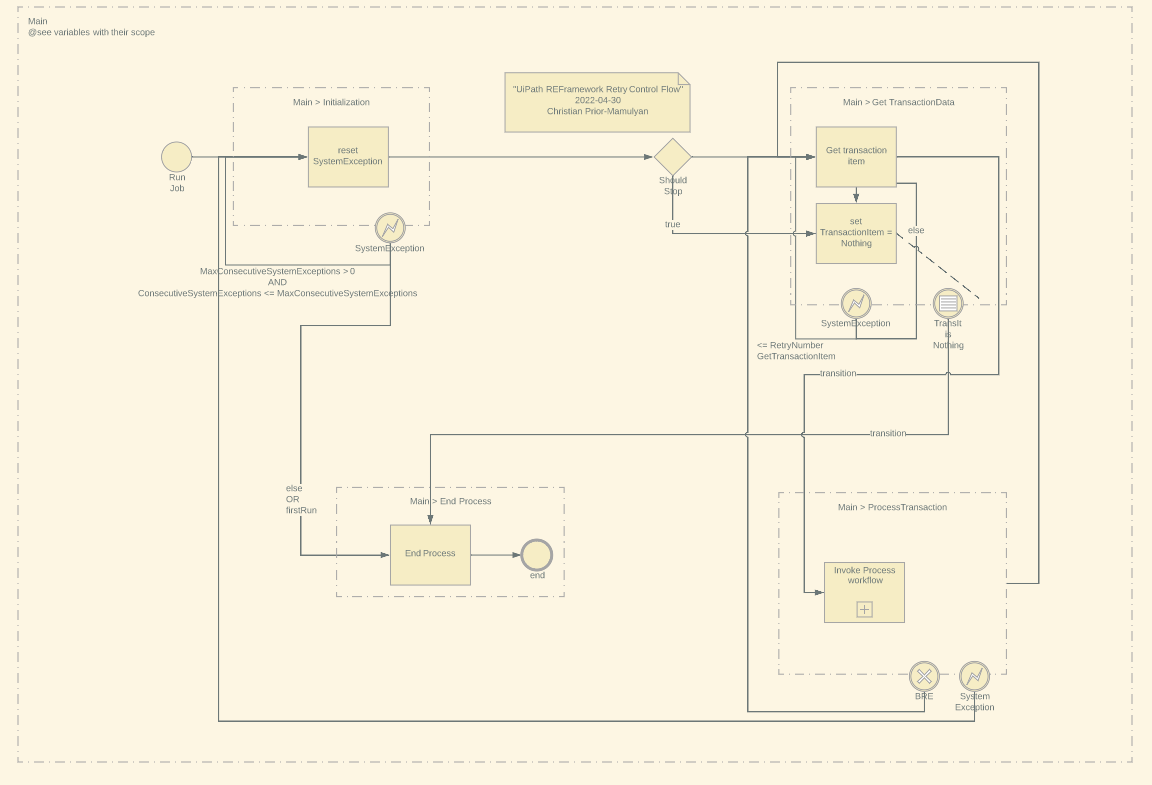 Main
@see variables with their scope
"UiPath REFramework Retry Control Flow"
2022-04-30
Christian Prior-Mamulyan
Main > Initialization
reset
SystemException
Run
Job
SystemException
MaxConsecutiveSystemExceptions > 0
AND
ConsecutiveSystemExceptions <= MaxConsecutiveSystemExceptions
Should
Stop
true
Main > Get TransactionData
Get transaction
item
set
TransactionItem =
Nothing
else
SystemException
TransIt
is
Nothing
<= RetryNumber
GetTransactionItem
transition
transition
else
OR
firstRun
Main > End Process
End Process
end
Main > ProcessTransaction
Invoke Process
workflow
BRE
System
Exception